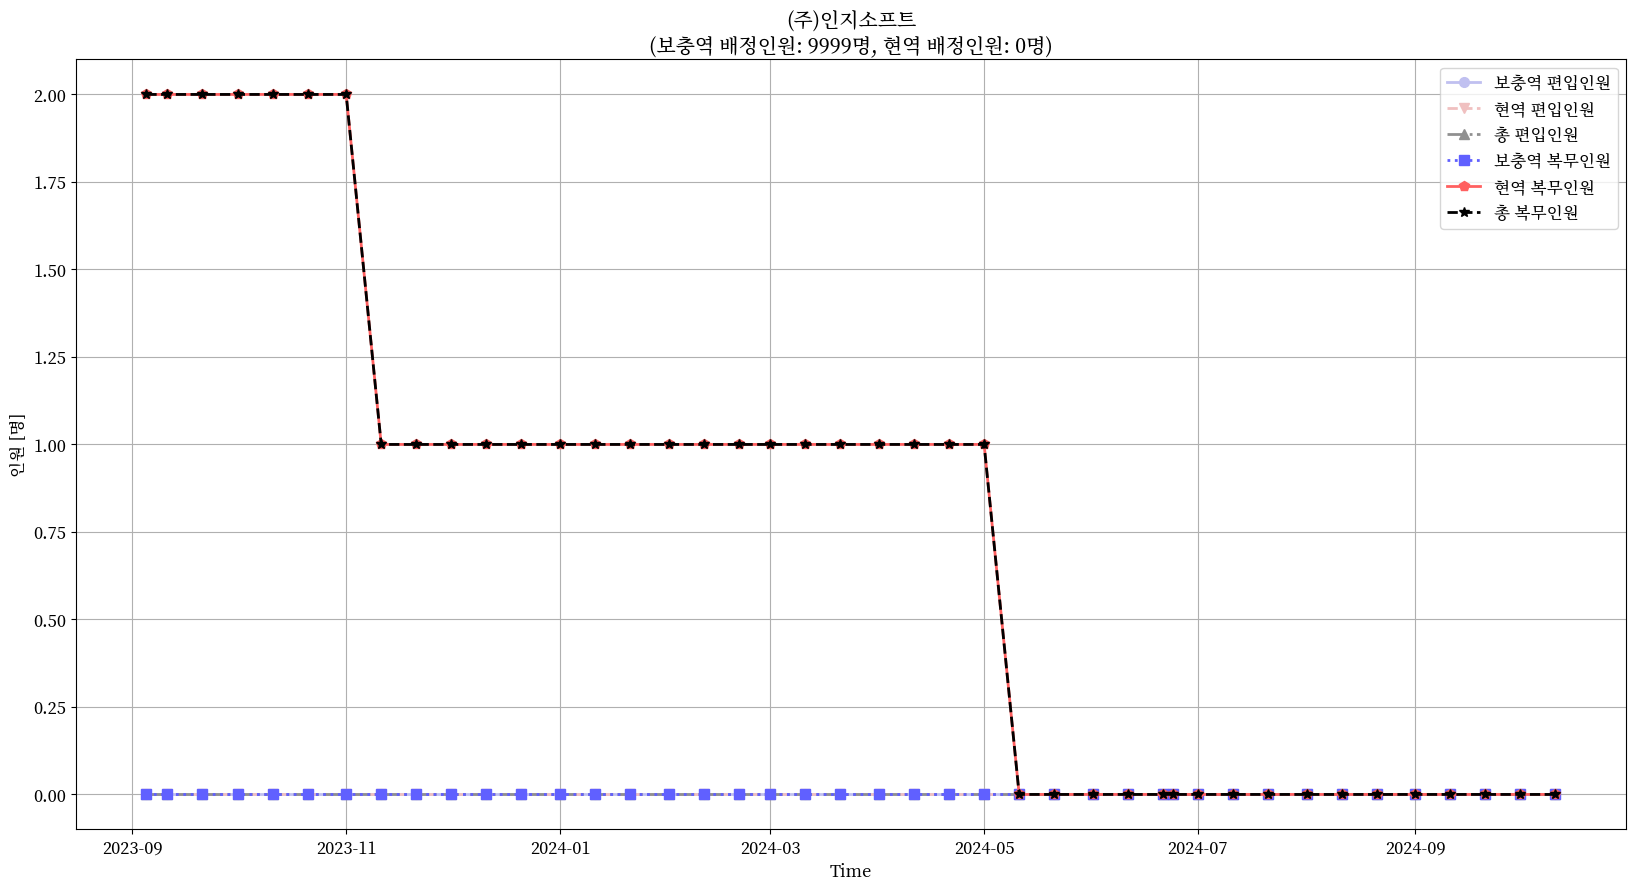 (주)인지소프트
(보충역 배정인원: 9999명, 현역 배정인원: 0명)
보충역 편입인원
현역 편입인원
총 편입인원
보충역 복무인원
현역 복무인원
총 복무인원
인원 [명]
2.00
1.75
1.50
1.25
1.00
0.75
0.50
0.25
0.00
2023-09
2023-11
2024-01
2024-03
2024-05
2024-07
2024-09
Time